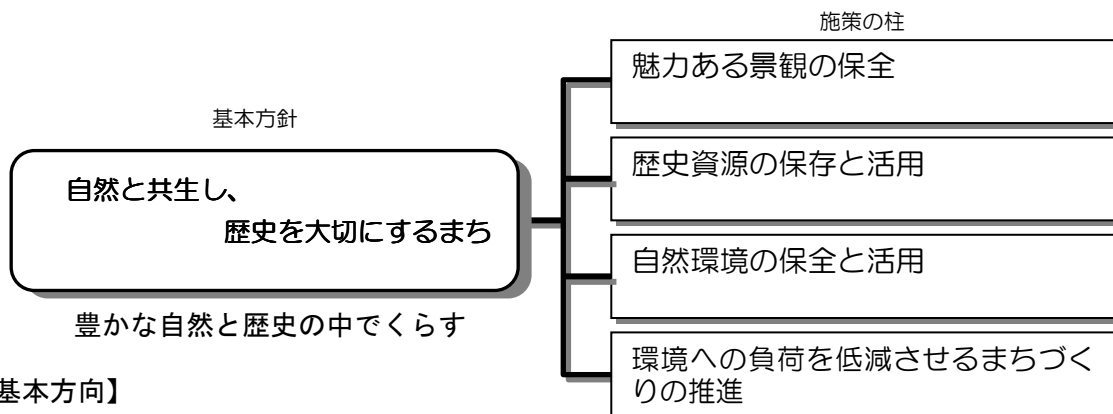 施策の柱
魅力ある景観の保全
基本方針
歴史資源の保存と活用
自然と共生し、
歴史を大切にするまち
自然環境の保全と活用
豊かな自然と歴史の中でくらす
環境への負荷を低減させるまちづく
りの推進
基本方向】